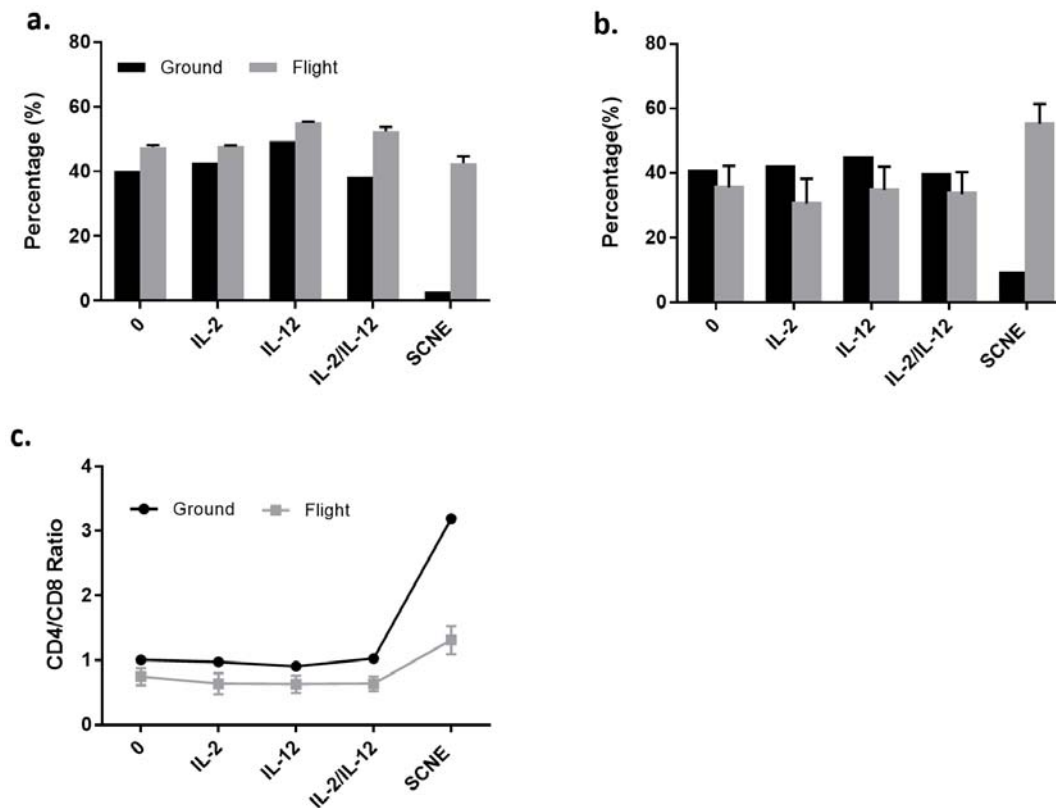 a.
80
60
40
20
0
Percentage (%)
Ground
Flight
0
IL-2
IL-12
IL-2/IL-12
SCNE
b.
80
60
40
20
0
Percentage(%)
0
IL-2
IL-12
IL-2/IL-12
SCNE
c.
4
3
2
1
0
CD4/CD8 Ratio
Ground
Flight
0
IL-2
IL-12
IL-2/IL-12
SCNE